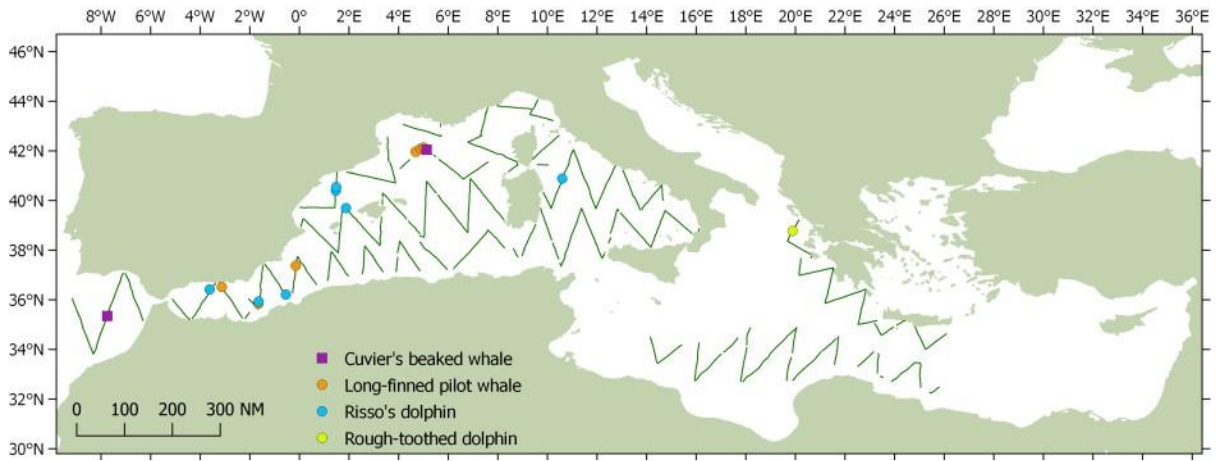 8°W 6°W 4°W 2°W 0° 2°E 4°E 6°E 8°E 10°E 12°E 14°E 16°E 18°E 20°E 22°E 24°E 26°E 28°E 30°E 32°E 34°E 36°E
46°N
44°N
42°N
40°N
38°N
36°N
34°N
32°N
30°N
Cuvier's beaked whale
Long-finned pilot whale
Risso's dolphin
Rough-toothed dolphin
0 100 200 300 NM